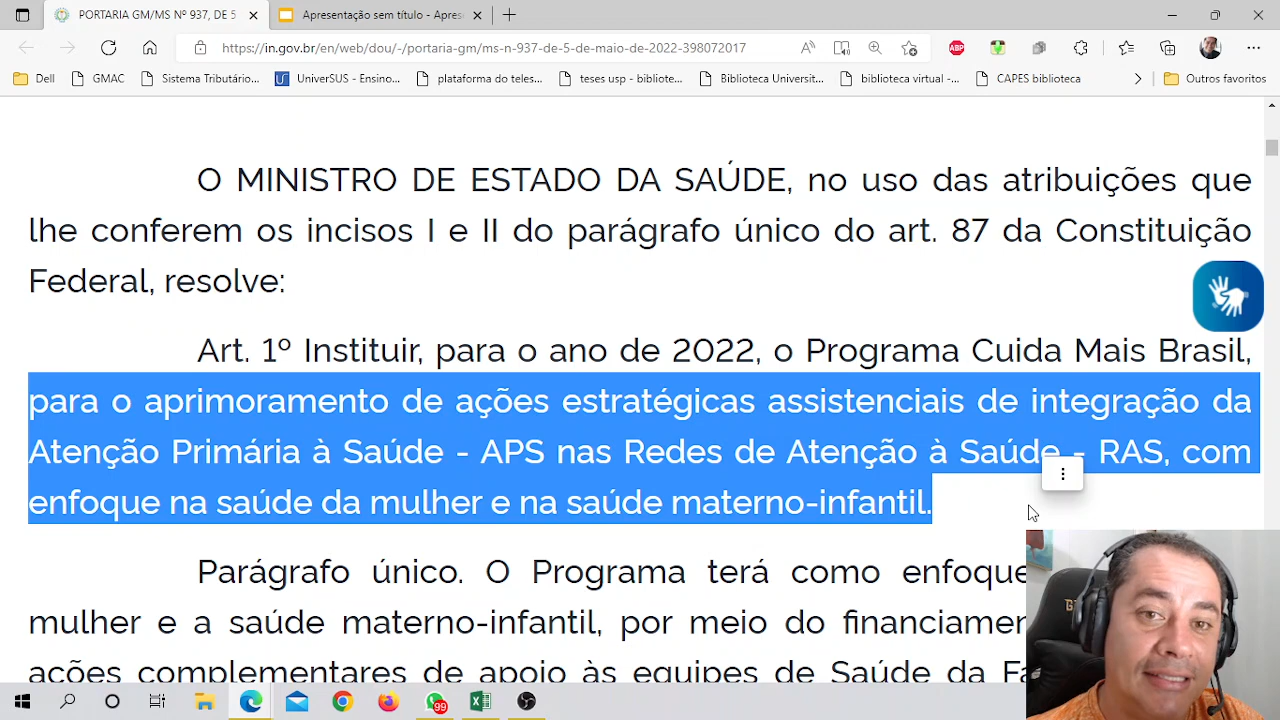 PORTARIA GM/MS Nº 937, DE 5
Apresentação sem título - Aprese
https://in.gov.br/en/web/dou/-/portaria-gm/ms-n-937-de-5-de-maio-de-2022-398072017
ABP
Dell
GMAC
Sistema Tributário...
UniverSUS - Ensino...
plataforma do teles...
teses usp - bibliote...
Biblioteca Universit...
biblioteca virtual -...
CAPES biblioteca
Outros favoritos
O MINISTRO DE ESTADO DA SAÚDE, no uso das atribuições que
lhe conferem os incisos I e II do parágrafo único do art. 87 da Constituição
Federal, resolve:
Art. 1º Instituir, para o ano de 2022, o Programa Cuida Mais Brasil,
para o aprimoramento de ações estratégicas assistenciais de integração da
Atenção Primária à Saúde - APS nas Redes de Atenção à Saúde - RAS, com
enfoque na saúde da mulher e na saúde materno-infantil.
Parágrafo único. O Programa terá como enfoque
mulher e a saúde materno-infantil, por meio do financiamen
ações complementares de apoio às equipes de Saúde da Fa
99